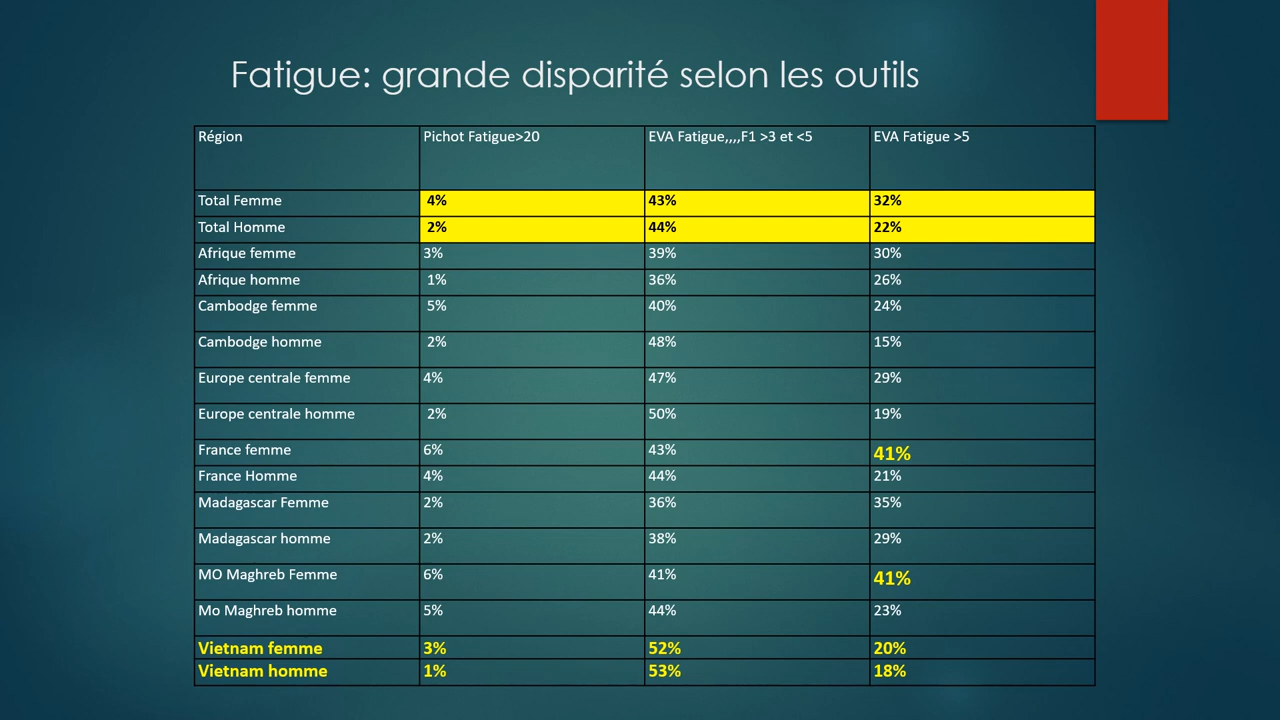 Fatigue: grande disparité selon les outils
Région Pichot Fatigue>20 EVA Fatigue,,,,F1 >3 et <5 EVA Fatigue >5
Total Femme 4% 43% 32%
Total Homme 2% 44% 22%
Afrique femme 3% 39% 30%
Afrique homme 1% 36% 26%
Cambodge femme 5% 40% 24%
Cambodge homme 2% 48% 15%
Europe centrale femme 4% 47% 29%
Europe centrale homme 2% 50% 19%
France femme 6% 43% 41%
France Homme 4% 44% 21%
Madagascar Femme 2% 36% 35%
Madagascar homme 2% 38% 29%
MO Maghreb Femme 6% 41% 41%
Mo Maghreb homme 5% 44% 23%
Vietnam femme 3% 52% 20%
Vietnam homme 1% 53% 18%